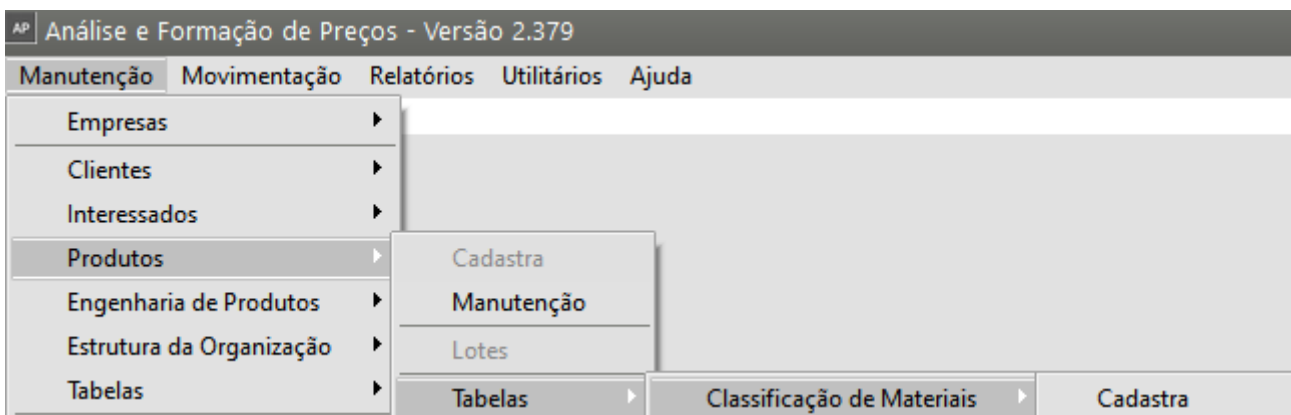 AP Análise e Formação de Preços - Versão 2.379
Manutenção Movimentação Relatórios Utilitários Ajuda
Empresas
Clientes
Interessados
Produtos Cadastra
Engenharia de Produtos Manutenção
Estrutura da Organização Lotes
Tabelas Tabelas Classificação de Materiais Cadastra